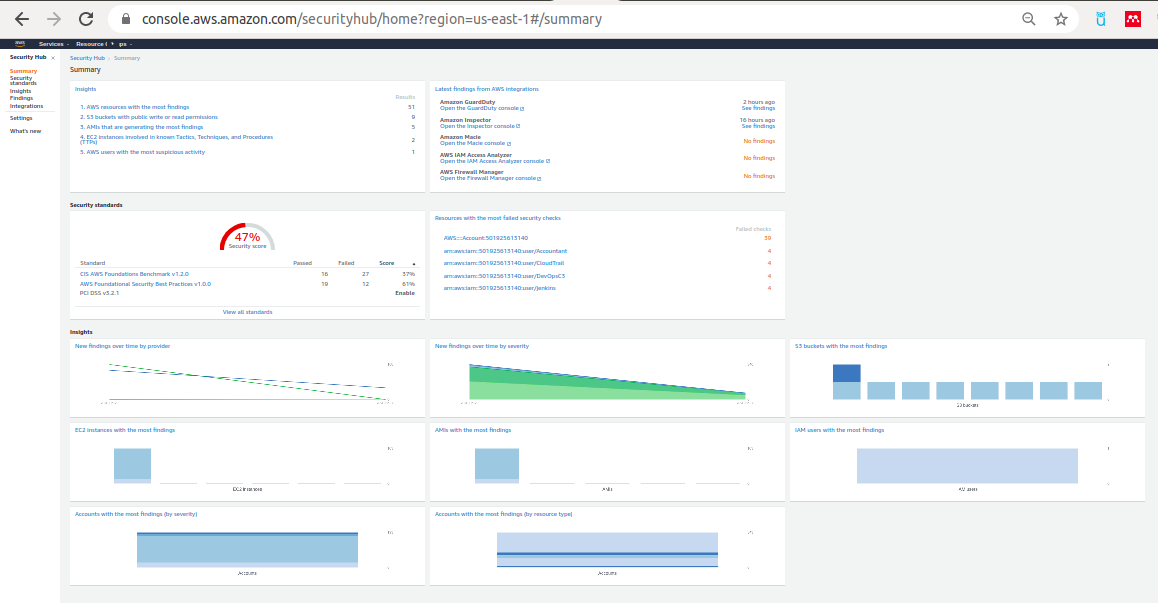 console.aws.amazon.com/securityhub/home?region=us-east-1#/summary
aws Services Resource
Security Hub
Summary
Security standards
Insights
Findings
Integrations
Settings
What's new
Security Hub Summary
Summary
Insights
Results
1. AWS resources with the most findings 51
2. S3 buckets with public write or read permissions 9
3. AMIs that are generating the most findings 5
4. EC2 instances involved in known Tactics, Techniques, and Procedures
(TTPs) 2
5. AWS users with the most suspicious activity 1
Latest findings from AWS integrations
Amazon GuardDuty 2 hours ago
Open the GuardDuty console See findings
Amazon Inspector 16 hours ago
Open the Inspector console See findings
Amazon Macie
Open the Macie console No findings
AWS IAM Access Analyzer
Open the IAM Access Analyzer console No findings
AWS Firewall Manager
Open the Firewall Manager console No findings
Security standards
47%
Security score
Standard Passed Failed Score
CIS AWS Foundations Benchmark v1.2.0 16 27 37%
AWS Foundational Security Best Practices v1.0.0 19 12 61%
PCI DSS v3.2.1 Enable
View all standards
Resources with the most failed security checks
Failed checks
AWS::::Account:501925613140
arn:aws:iam::501925613140:user/Accountant 4
arn:aws:iam::501925613140:user/CloudTrail 4
arn:aws:iam::501925613140:user/DevOpsC3 4
arn:aws:iam::501925613140:user/jenkins 4
Insights
New findings over time by provider
New findings over time by severity
S3 buckets with the most findings
S3 buckets
EC2 instances with the most findings
EC2 instances
AMIs with the most findings
AMIs
IAM users with the most findings
IAM users
Accounts with the most findings (by severity)
Accounts
Accounts with the most findings (by resource type)
Accounts